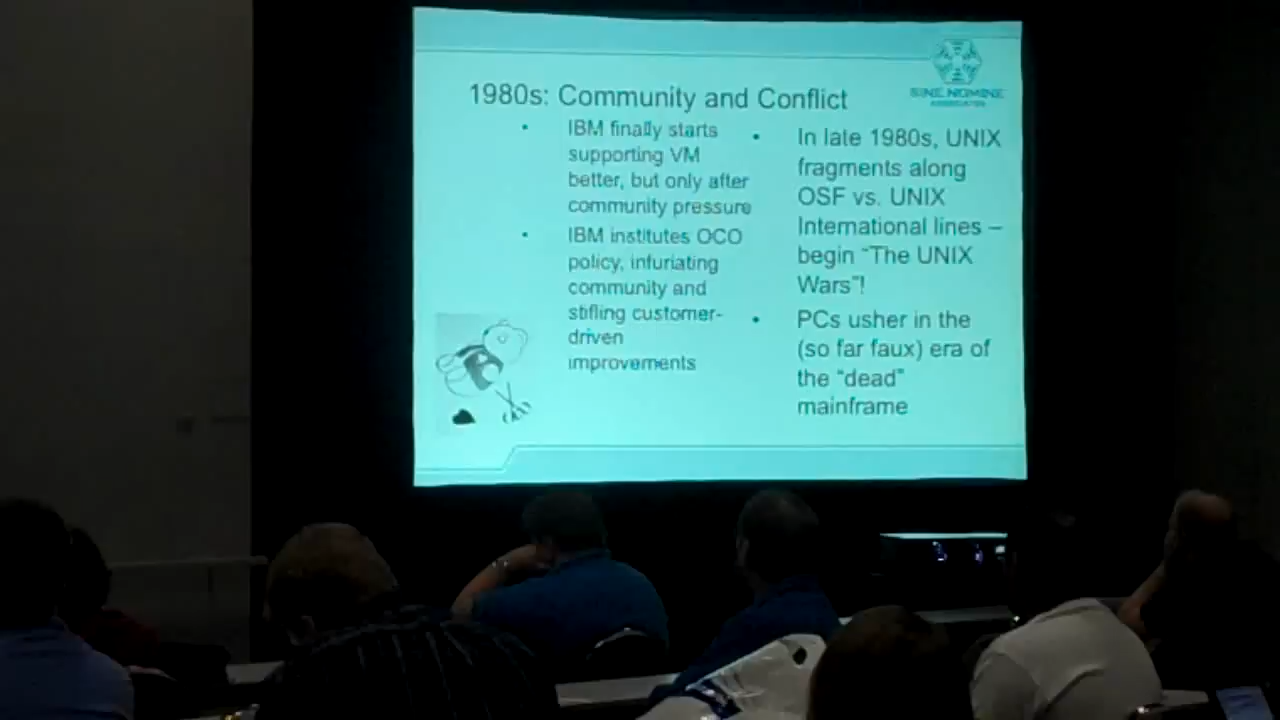 SINE NOMINE
ASSOCIATES
1980s: Community and Conflict
• IBM finally starts
supporting VM
better, but only after
community pressure
• IBM institutes OCO
policy, infuriating
community and
stifling customer-
driven
improvements
• In late 1980s, UNIX
fragments along
OSF vs. UNIX
International lines –
begin "The UNIX
Wars"!
• PCs usher in the
(so far faux) era of
the "dead"
mainframe